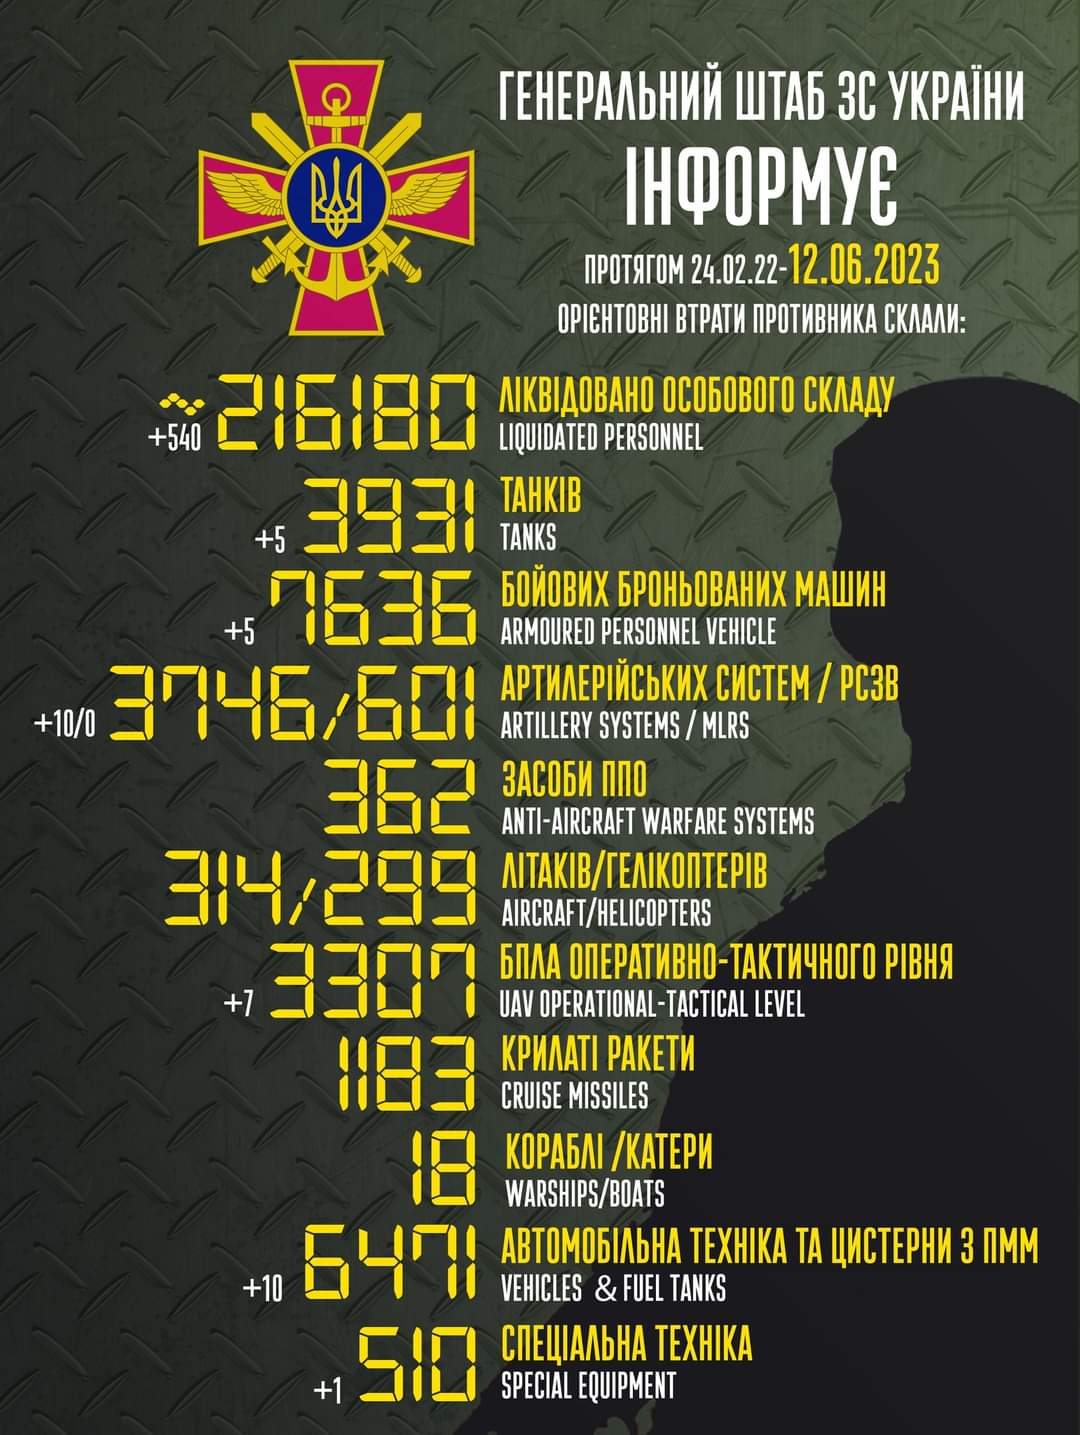 ГЕНЕРАЛЬНИЙ ШТАБ ЗС УКРАЇНИ
ІНФОРМУЄ
ПРОТЯГОМ 24.02.22-12.06.2023
ОРІЄНТОВНІ ВТРАТИ ПРОТИВНИКА СКЛАЛИ:
+540 ~216180 ЛІКВІДОВАНО ОСОБОВОГО СКЛАДУ
LIQUIDATED PERSONNEL
+5 3931 ТАНКІВ
TANKS
+5 7636 БОЙОВИХ БРОНЬОВАНИХ МАШИН
ARMOURED PERSONNEL VEHICLE
+10/0 3746/601 АРТИЛЕРІЙСЬКИХ СИСТЕМ / РСЗВ
ARTILLERY SYSTEMS / MLRS
362 ЗАСОБИ ППО
ANTI-AIRCRAFT WARFARE SYSTEMS
314/299 ЛІТАКІВ/ГЕЛІКОПТЕРІВ
AIRCRAFT/HELICOPTERS
+7 3307 БПЛА ОПЕРАТИВНО-ТАКТИЧНОГО РІВНЯ
UAV OPERATIONAL-TACTICAL LEVEL
1183 КРИЛАТІ РАКЕТИ
CRUISE MISSILES
18 КОРАБЛІ /КАТЕРИ
WARSHIPS/BOATS
+10 6471 АВТОМОБІЛЬНА ТЕХНІКА ТА ЦИСТЕРНИ З ПММ
VEHICLES & FUEL TANKS
+1 510 СПЕЦІАЛЬНА ТЕХНІКА
SPECIAL EQUIPMENT